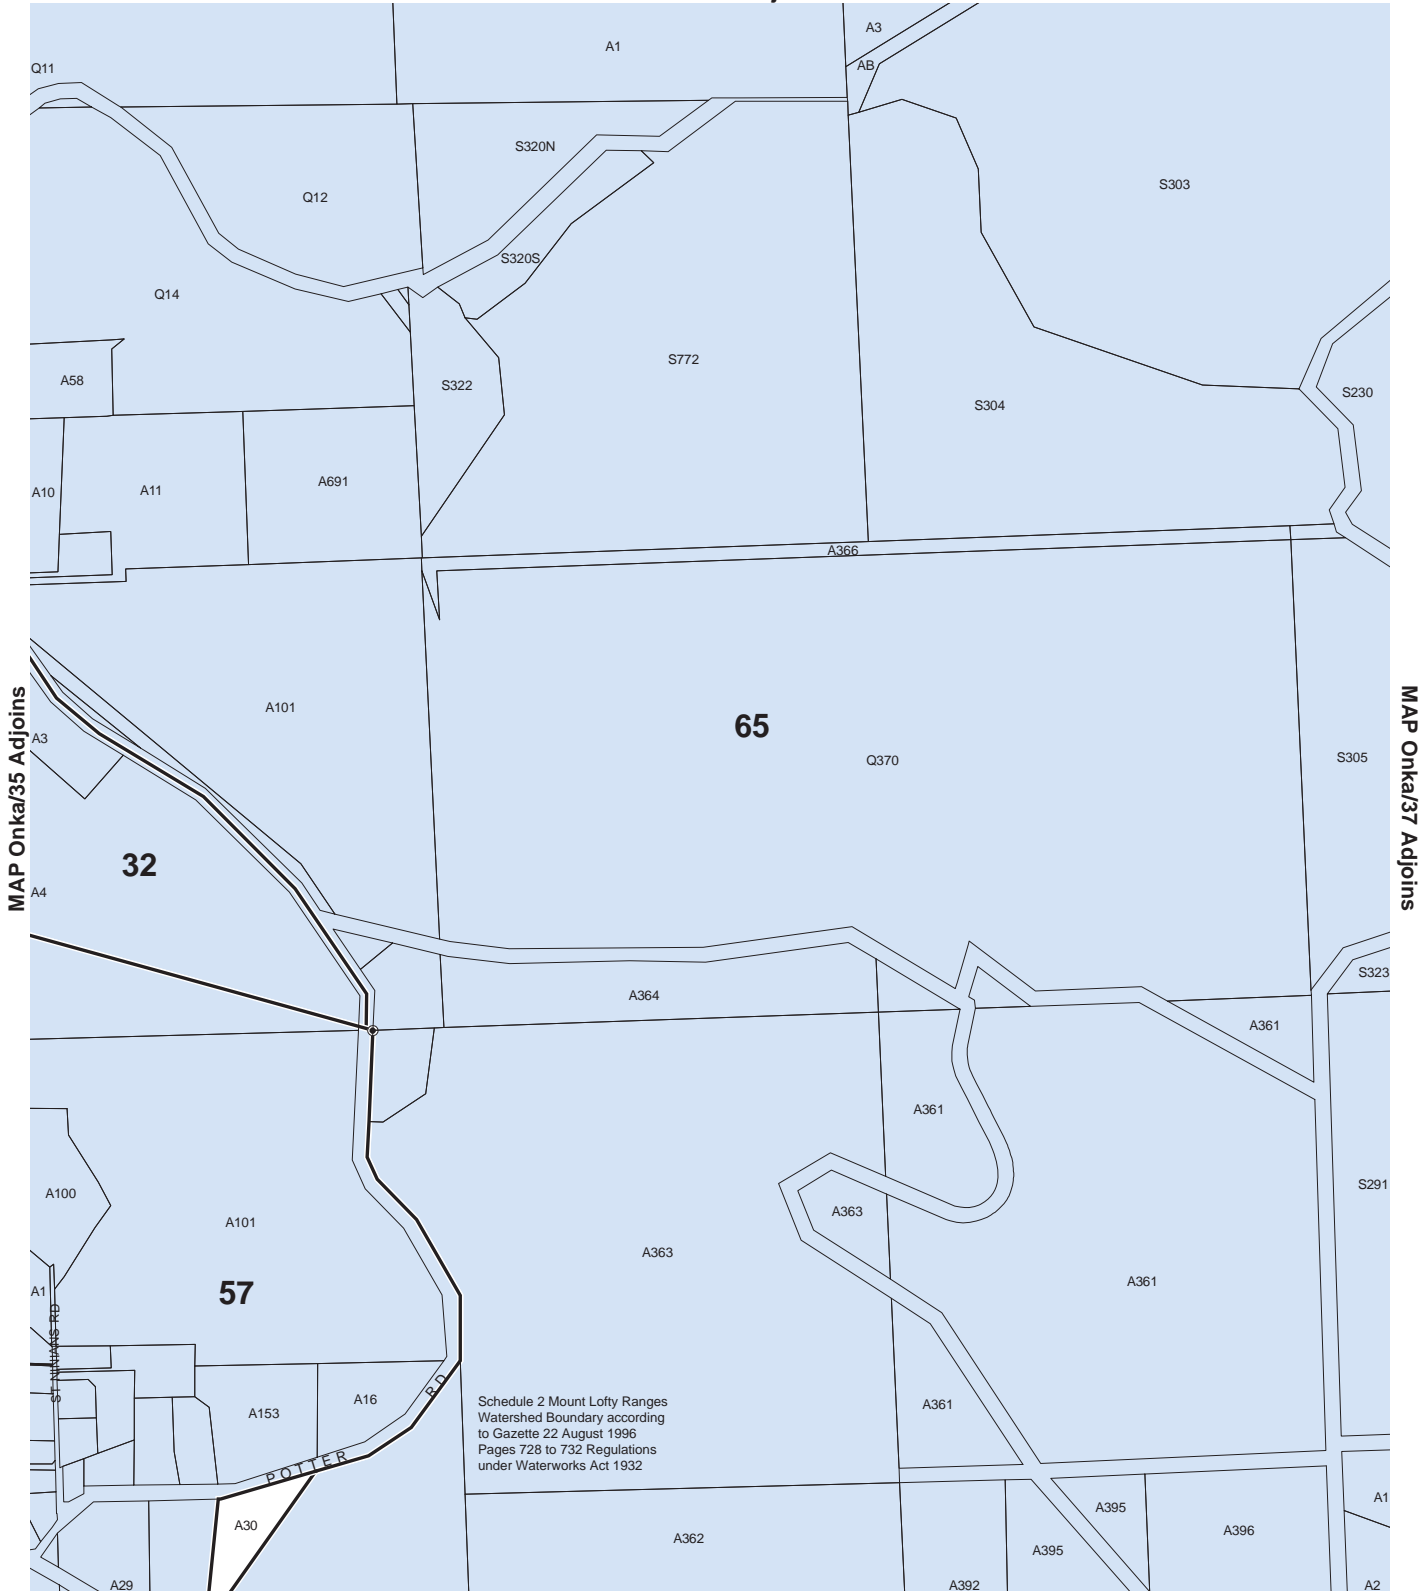 A1
A3
Q11
AB
S320N
S303
Q12
S320S
Q14
S772
A58
S322
S230
S304
A691
A10
A11
A366
A101
65
A3
Q370
S305
MAP Onka/35 Adjoins
MAP Onka/37 Adjoins
32
A4
S323
A364
A361
A361
S291
A100
A101
A363
A363
A361
57
A1
ST NINIANS RD
RD
A16
A153
A361
Schedule 2 Mount Lofty Ranges
Watershed Boundary according
to Gazette 22 August 1996
Pages 728 to 732 Regulations
under Waterworks Act 1932
POTTER
A1
A395
A30
A396
A362
A395
A29
A392
A2